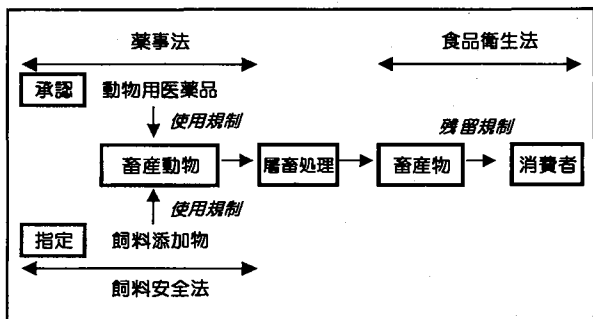 薬事法 食品衛生法
承認 動物用医薬品
使用規制 残留規制
畜産動物 屠畜処理 畜産物 消費者
使用規制
指定 飼料添加物
飼料安全法